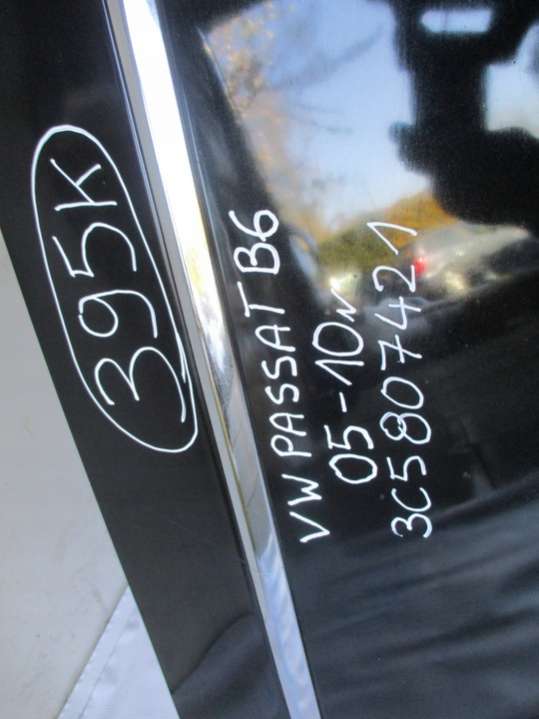 395K
VW PASSAT B6
05-10r
3C5807421